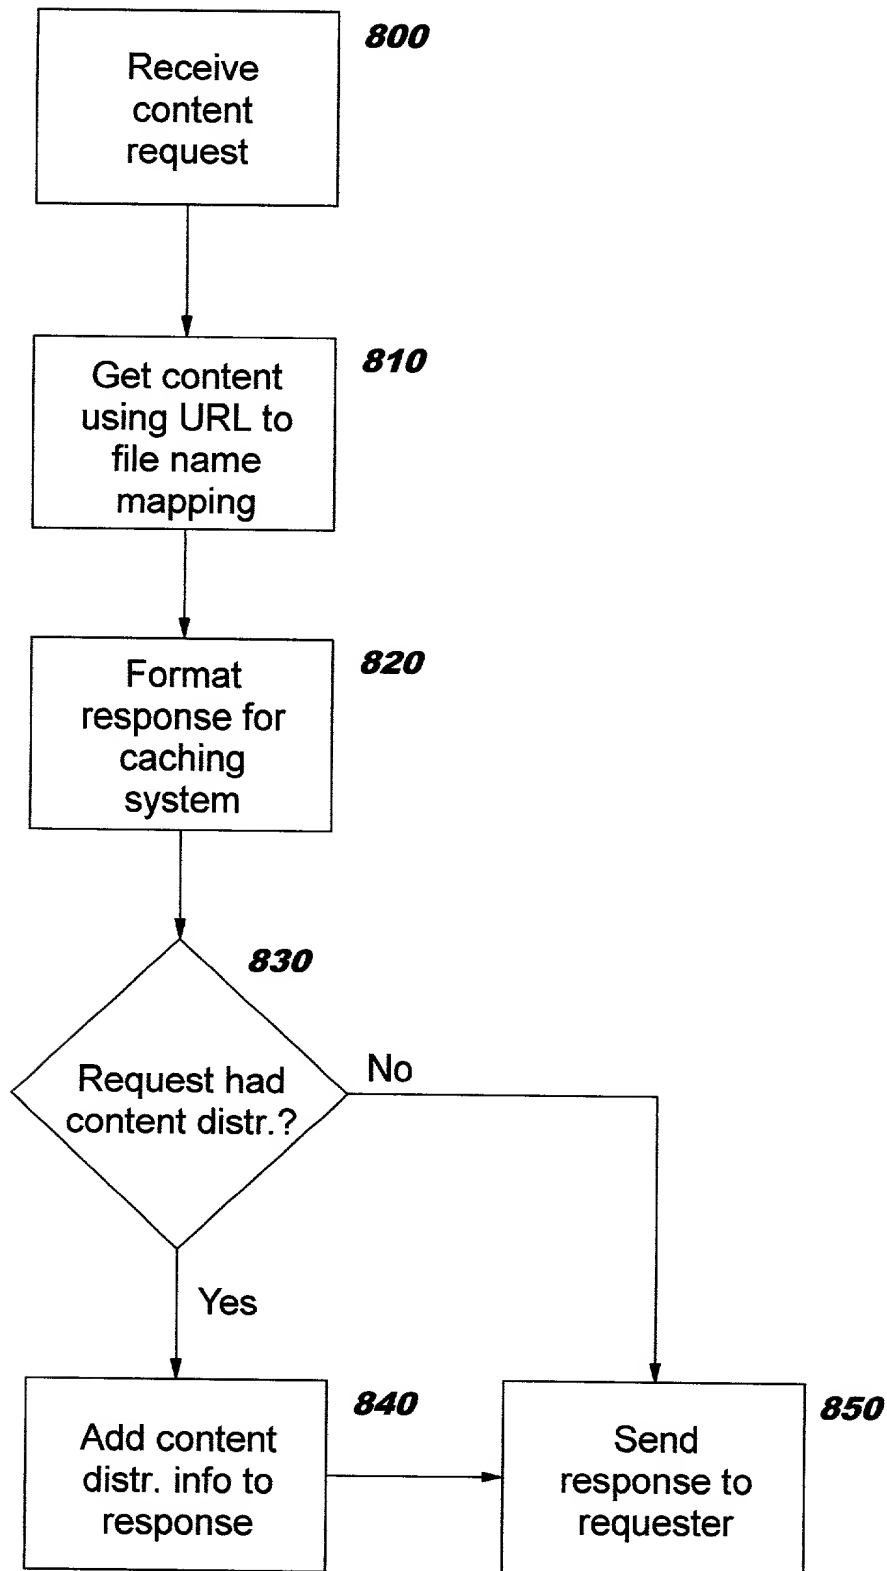 800
Receive
content
request
810
Get content
using URL to
file name
mapping
820
Format
response for
caching
system
830
Request had
content distr.?
No
Yes
840
Add content
distr. info to
response
850
Send
response to
requester